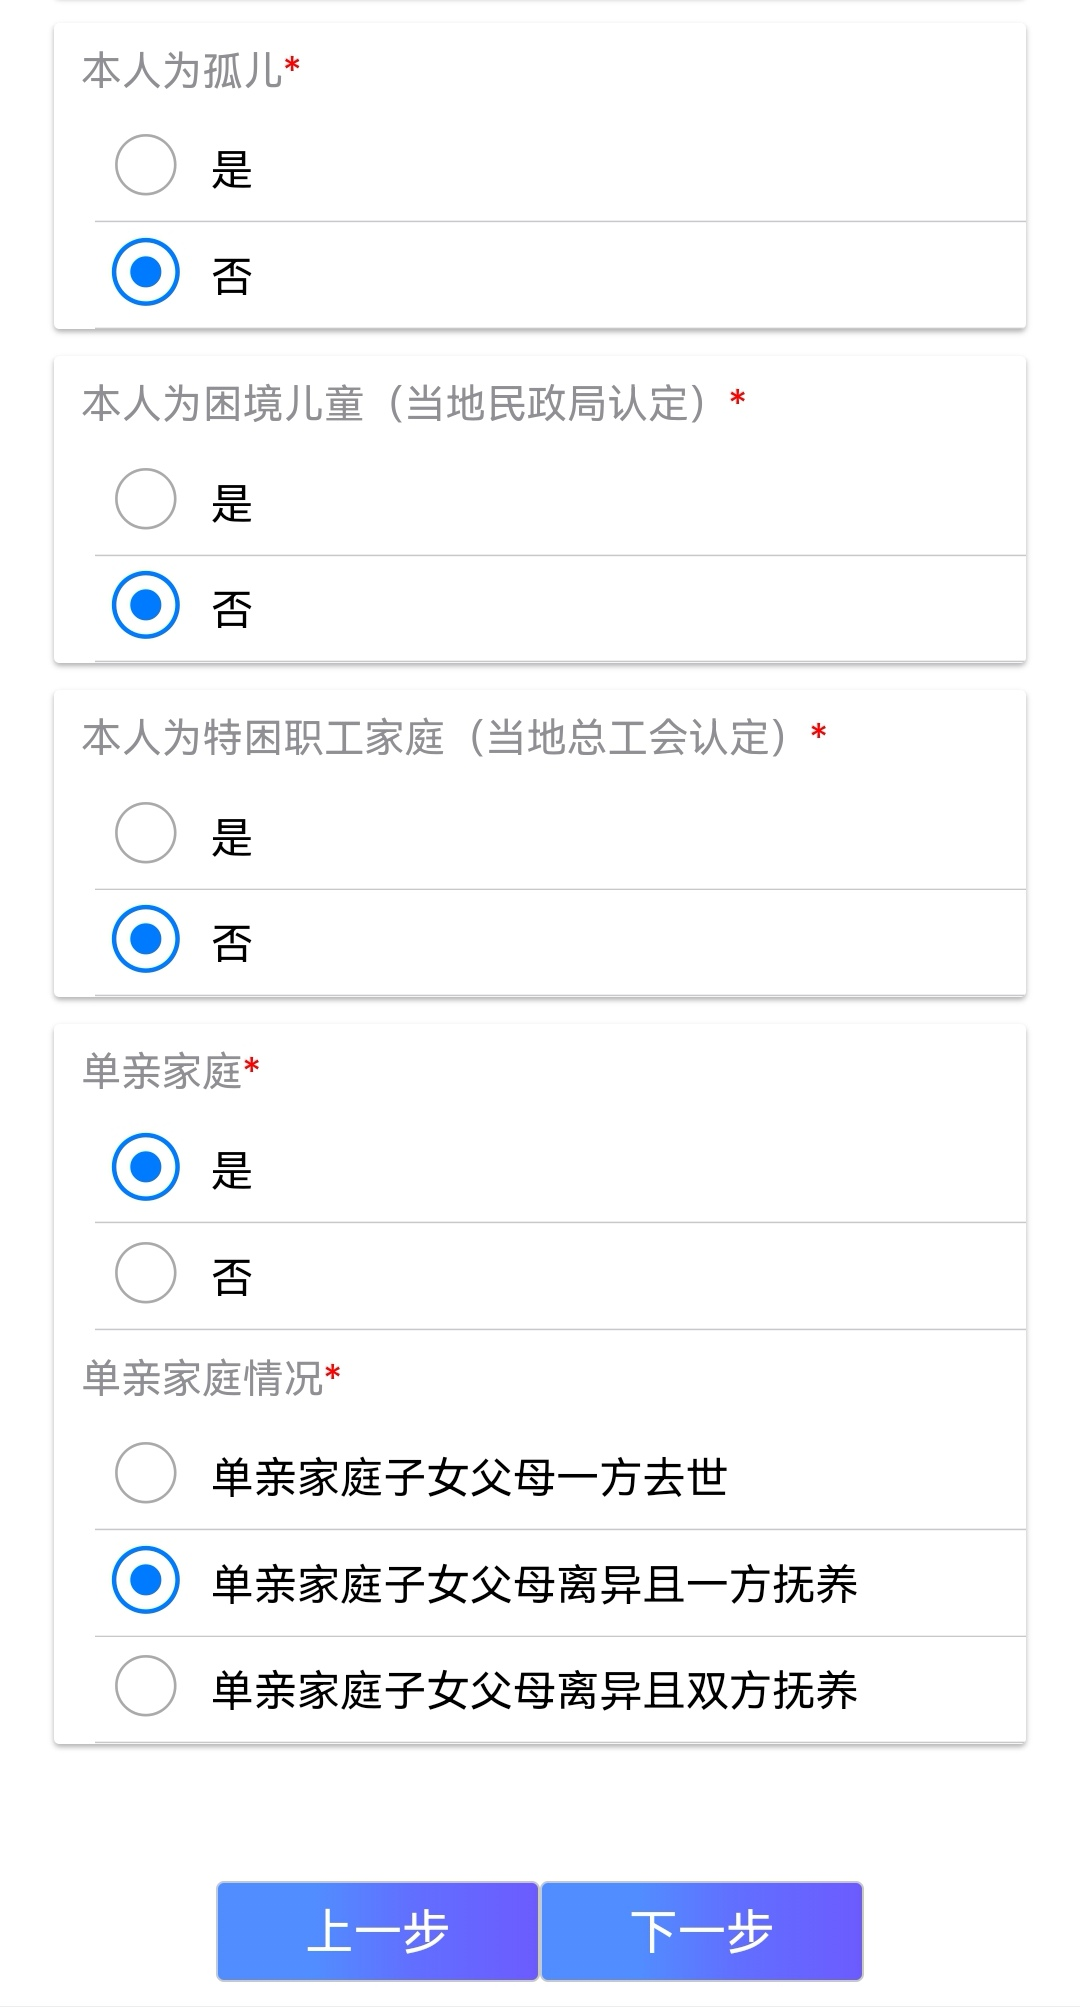 本人为孤儿*
是
否
本人为困境儿童（当地民政局认定）*
是
否
本人为特困职工家庭（当地总工会认定）*
是
否
单亲家庭*
是
否
单亲家庭情况*
单亲家庭子女父母一方去世
单亲家庭子女父母离异且一方抚养
单亲家庭子女父母离异且双方抚养
上一步 下一步